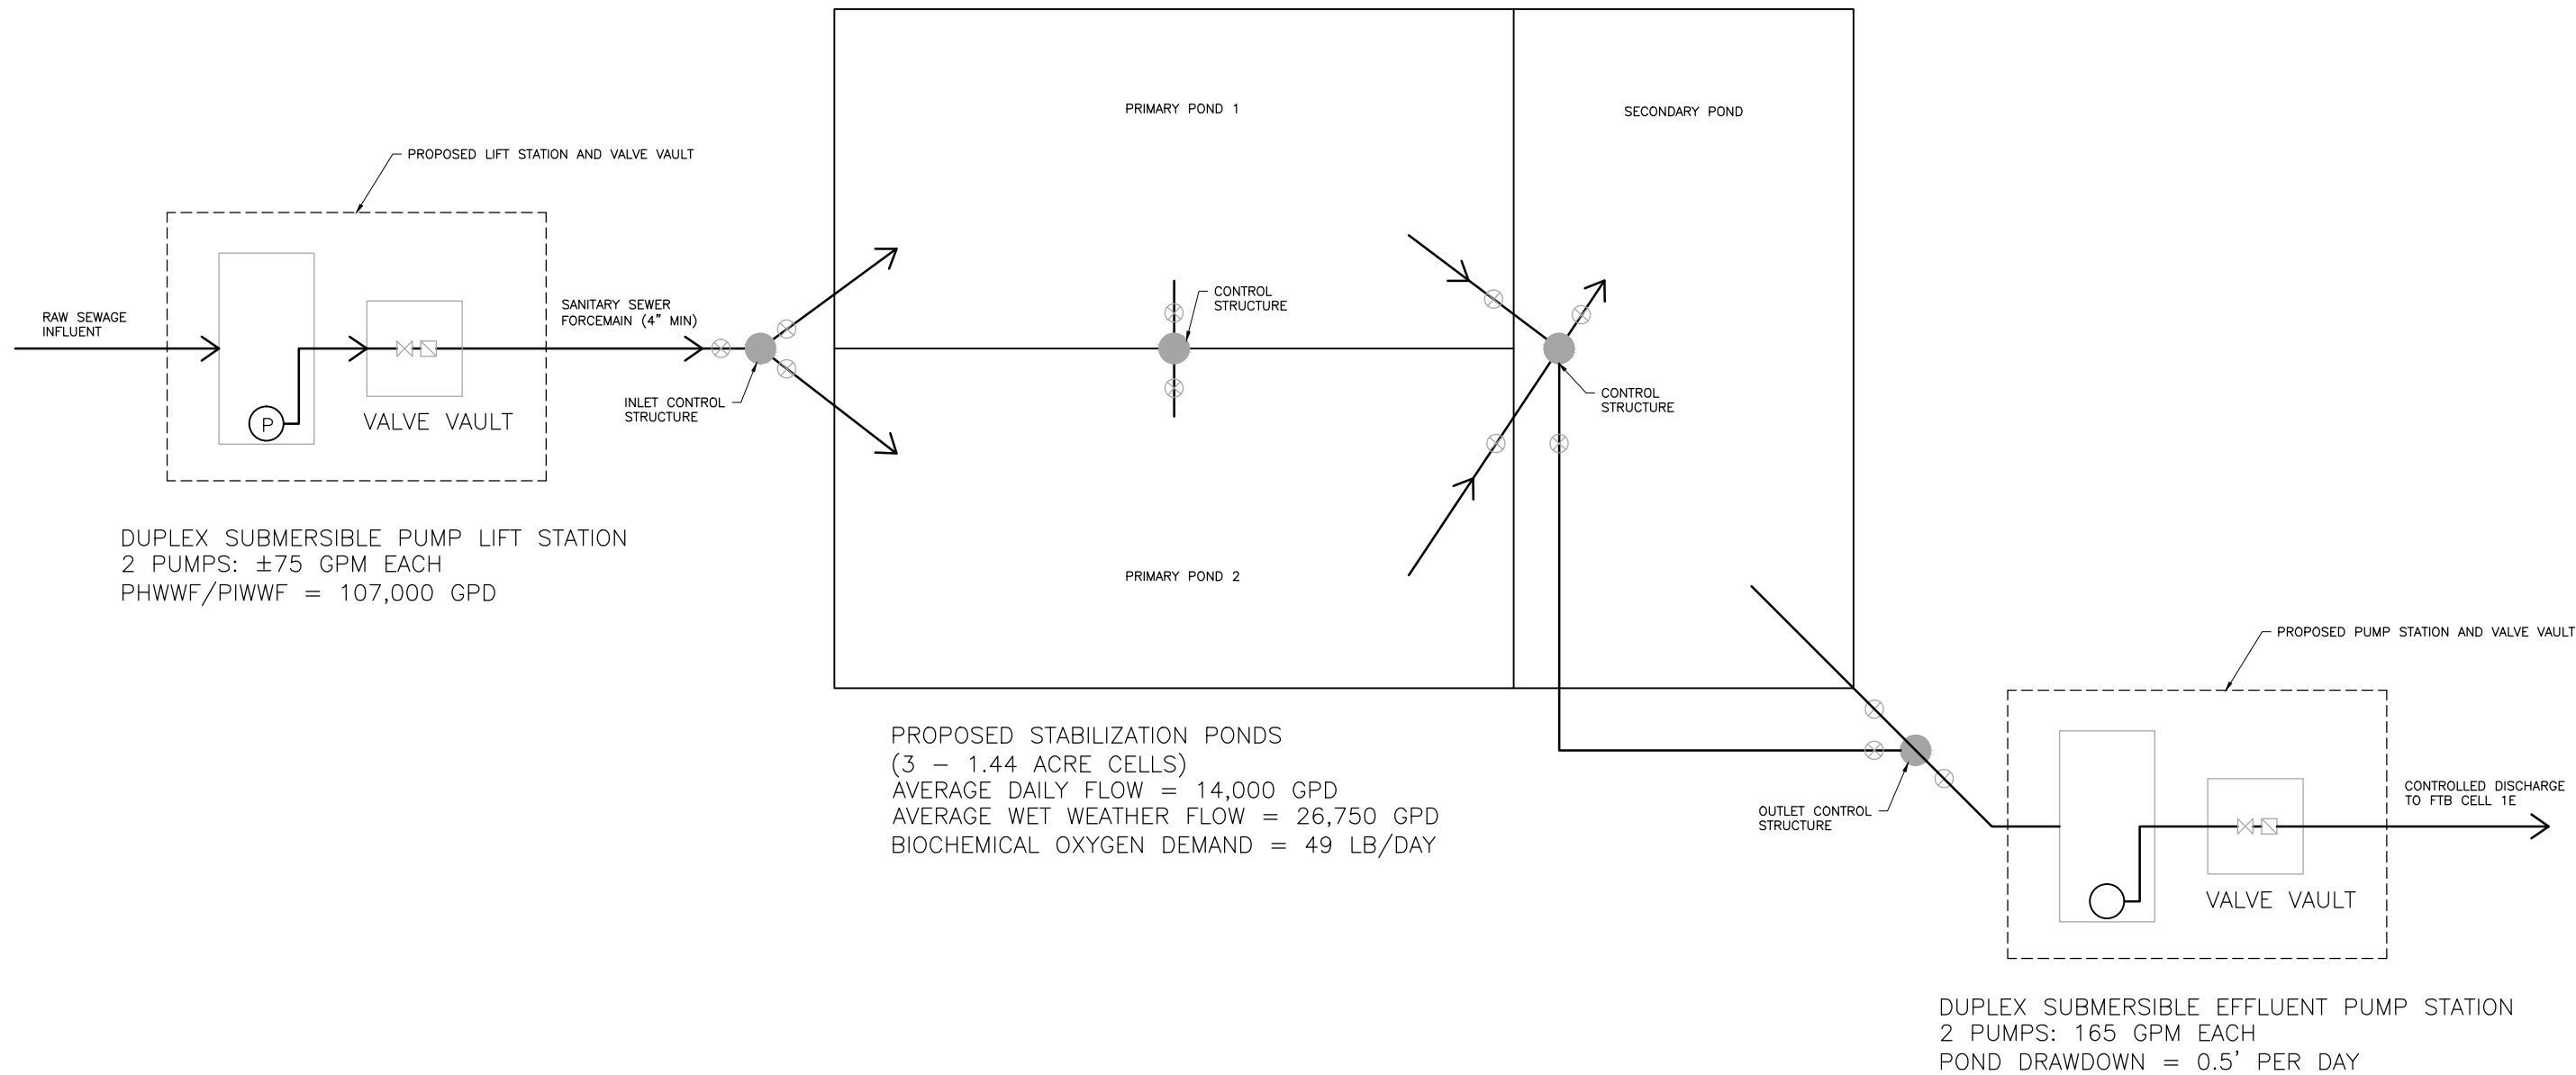 PRIMARY POND 1
SECONDARY POND
PROPOSED LIFT STATION AND VALVE VAULT
RAW SEWAGE
INFLUENT
SANITARY SEWER
FORCEMAIN (4" MIN)
CONTROL
STRUCTURE
P
VALVE VAULT
INLET CONTROL
STRUCTURE
CONTROL
STRUCTURE
DUPLEX SUBMERSIBLE PUMP LIFT STATION
2 PUMPS: ±75 GPM EACH
PHWWF/PIWWF = 107,000 GPD
PRIMARY POND 2
PROPOSED STABILIZATION PONDS
(3 - 1.44 ACRE CELLS)
AVERAGE DAILY FLOW = 14,000 GPD
AVERAGE WET WEATHER FLOW = 26,750 GPD
BIOCHEMICAL OXYGEN DEMAND = 49 LB/DAY
PROPOSED PUMP STATION AND VALVE VAULT
OUTLET CONTROL
STRUCTURE
CONTROLLED DISCHARGE
TO FTB CELL 1E
VALVE VAULT
DUPLEX SUBMERSIBLE EFFLUENT PUMP STATION
2 PUMPS: 165 GPM EACH
POND DRAWDOWN = 0.5' PER DAY